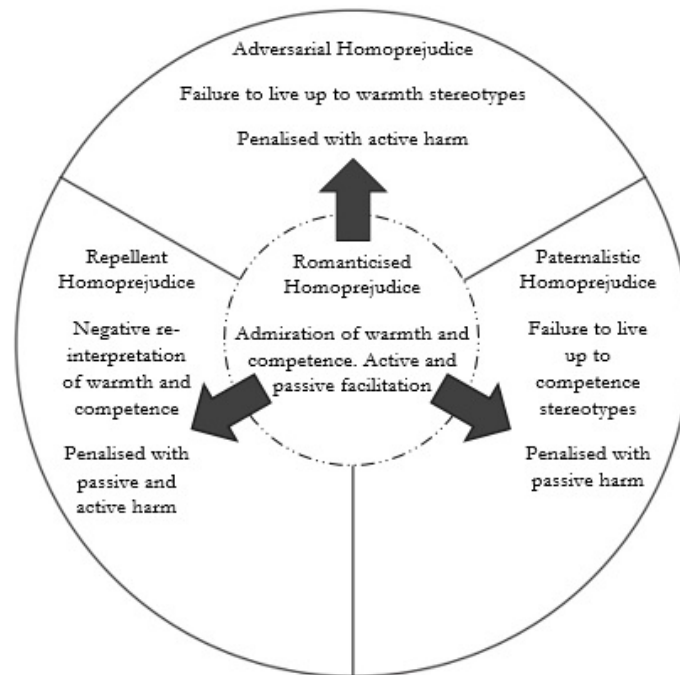 Adversarial Homoprejudice
Failure to live up to warmth stereotypes
Penalised with active harm
Repellent
Homoprejudice
Negative re-
interpretation
of warmth and
competence
Penalised with
passive and
active harm
Romanticised
Homoprejudice
Admiration of warmth and
competence. Active and
passive facilitation
Paternalistic
Homoprejudice
Failure to live
up to
competence
stereotypes
Penalised with
passive harm